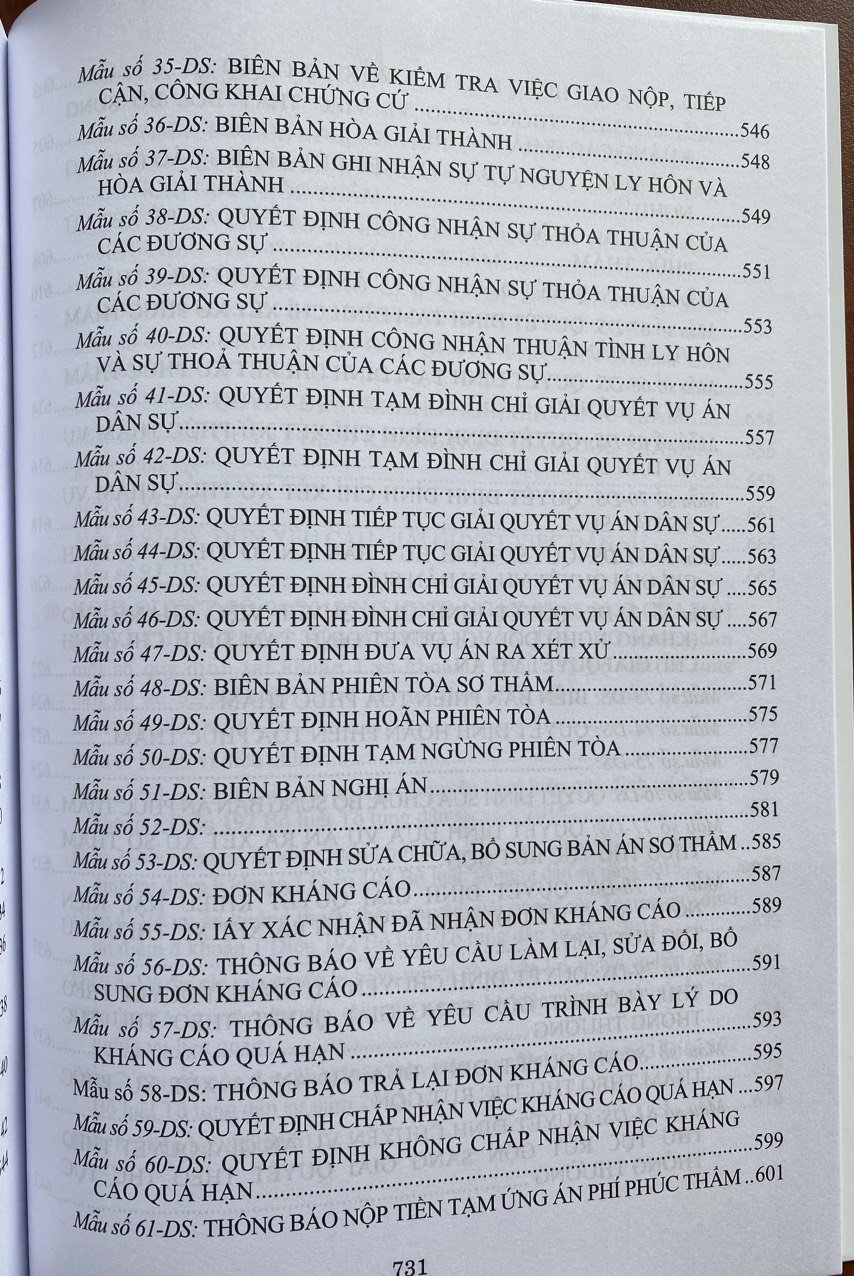 Mẫu số 35-DS: BIÊN BẢN VỀ KIỂM TRA VIỆC GIAO NỘP, TIẾP
CẬN, CÔNG KHAI CHỨNG CỨ ...546
Mẫu số 36-DS: BIÊN BẢN HÒA GIẢI THÀNH ...548
Mẫu số 37-DS: BIÊN BẢN GHI NHẬN SỰ TỰ NGUYỆN LY HÔN VÀ
HÒA GIẢI THÀNH ...549
Mẫu số 38-DS: QUYẾT ĐỊNH CÔNG NHẬN SỰ THỎA THUẬN CỦA
CÁC ĐƯƠNG SỰ ...551
Mẫu số 39-DS: QUYẾT ĐỊNH CÔNG NHẬN SỰ THỎA THUẬN CỦA
CÁC ĐƯƠNG SỰ ...553
Mẫu số 40-DS: QUYẾT ĐỊNH CÔNG NHẬN THUẬN TÌNH LY HÔN
VÀ SỰ THOẢ THUẬN CỦA CÁC ĐƯƠNG SỰ...555
Mẫu số 41-DS: QUYẾT ĐỊNH TẠM ĐÌNH CHỈ GIẢI QUYẾT VỤ ÁN
DÂN SỰ...557
Mẫu số 42-DS: QUYẾT ĐỊNH TẠM ĐÌNH CHỈ GIẢI QUYẾT VỤ ÁN
DÂN SỰ...559
Mẫu số 43-DS: QUYẾT ĐỊNH TIẾP TỤC GIẢI QUYẾT VỤ ÁN DÂN SỰ.....561
Mẫu số 44-DS: QUYẾT ĐỊNH TIẾP TỤC GIẢI QUYẾT VỤ ÁN DÂN SỰ.....563
Mẫu số 45-DS: QUYẾT ĐỊNH ĐÌNH CHỈ GIẢI QUYẾT VỤ ÁN DÂN SỰ ....565
Mẫu số 46-DS: QUYẾT ĐỊNH ĐÌNH CHỈ GIẢI QUYẾT VỤ ÁN DÂN SỰ ....567
Mẫu số 47-DS: QUYẾT ĐỊNH ĐƯA VỤ ÁN RA XÉT XỬ ...569
Mẫu số 48-DS: BIÊN BẢN PHIÊN TÒA SƠ THẨM...571
Mẫu số 49-DS: QUYẾT ĐỊNH HOÃN PHIÊN TÒA ...575
Mẫu số 50-DS: QUYẾT ĐỊNH TẠM NGỪNG PHIÊN TÒA ...577
Mẫu số 51-DS: BIÊN BẢN NGHỊ ÁN...579
Mẫu số 52-DS: ...581
Mẫu số 53-DS: QUYẾT ĐỊNH SỬA CHỮA, BỔ SUNG BẢN ÁN SƠ THẨM ..585
Mẫu số 54-DS: ĐƠN KHÁNG CÁO...587
Mẫu số 55-DS: IẤY XÁC NHẬN ĐÃ NHẬN ĐƠN KHÁNG CÁO ...589
Mẫu số 56-DS: THÔNG BÁO VỀ YÊU CẦU LÀM LẠI, SỬA ĐỔI, BỔ
SUNG ĐƠN KHÁNG CÁO ...591
Mẫu số 57-DS: THÔNG BÁO VỀ YÊU CẦU TRÌNH BÀY LÝ DO
KHÁNG CÁO QUÁ HẠN ...593
Mẫu số 58-DS: THÔNG BÁO TRẢ LẠI ĐƠN KHÁNG CÁO...595
Mẫu số 59-DS: QUYẾT ĐỊNH CHẤP NHẬN VIỆC KHÁNG CÁO QUÁ HẠN ...597
Mẫu số 60-DS: QUYẾT ĐỊNH KHÔNG CHẤP NHẬN VIỆC KHÁNG
CÁO QUÁ HẠN...599
Mẫu số 61-DS: THÔNG BÁO NỘP TIỀN TẠM ỨNG ÁN PHÍ PHÚC THẨM ..601
731